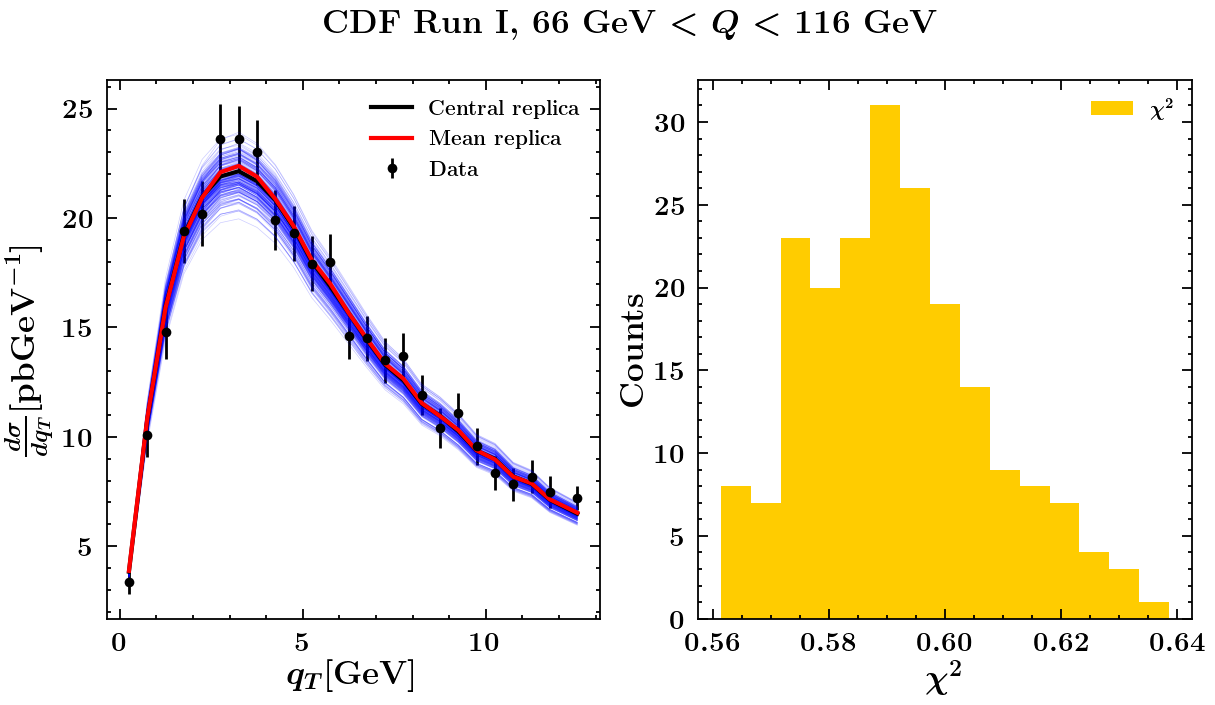 CDF Run I, 66 GeV < Q < 116 GeV
Central replica
Mean replica
Data
25
20
15
10
5
0
5
10
dσ/dq_T [pbGeV⁻¹]
q_T[GeV]
χ²
30
25
20
15
10
5
0
0.56
0.58
0.60
0.62
0.64
Counts
χ²